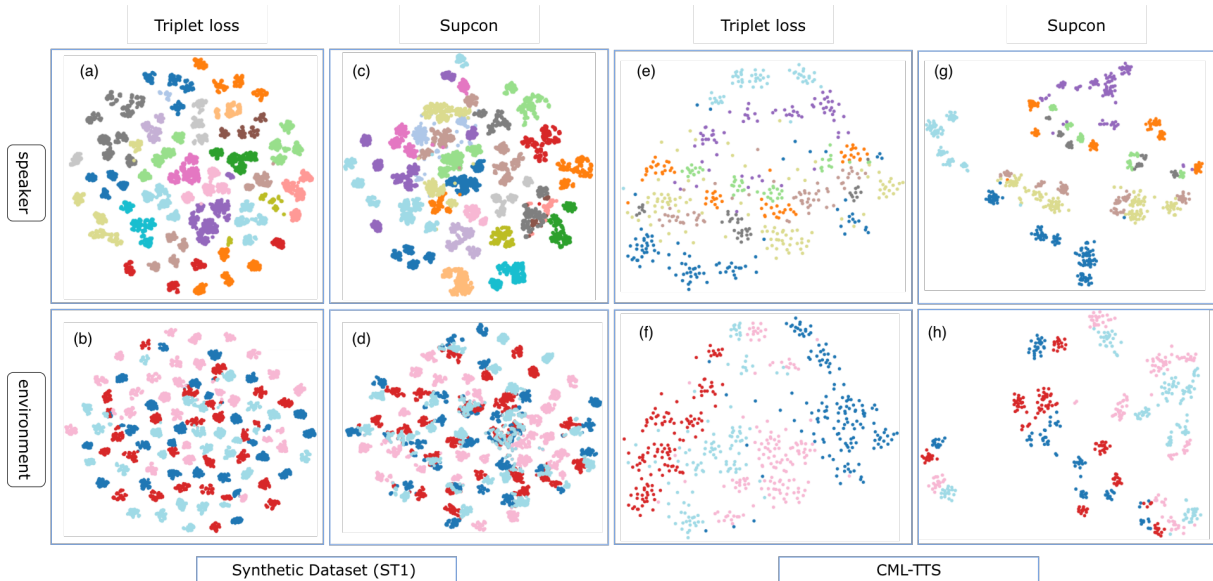 Triplet loss
Supcon
Triplet loss
Supcon
(a)
(c)
(e)
(g)
speaker
(b)
(d)
(f)
(h)
environment
Synthetic Dataset (ST1)
CML-TTS